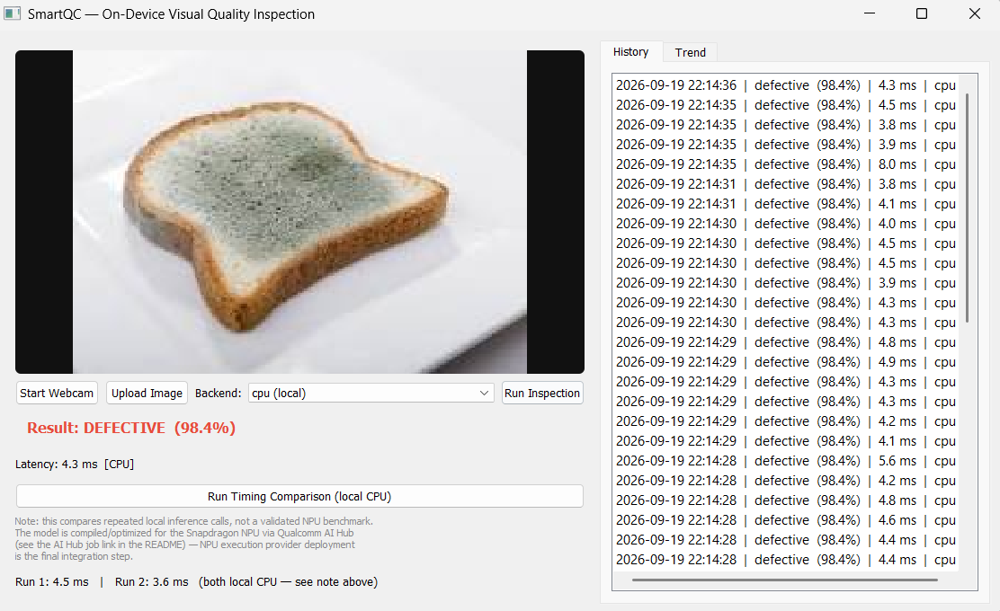 SmartQC — On-Device Visual Quality Inspection
History Trend
2026-09-19 22:14:36 | defective (98.4%) | 4.3 ms | cpu
2026-09-19 22:14:35 | defective (98.4%) | 4.5 ms | cpu
2026-09-19 22:14:35 | defective (98.4%) | 3.8 ms | cpu
2026-09-19 22:14:35 | defective (98.4%) | 3.9 ms | cpu
2026-09-19 22:14:35 | defective (98.4%) | 8.0 ms | cpu
2026-09-19 22:14:31 | defective (98.4%) | 3.8 ms | cpu
2026-09-19 22:14:31 | defective (98.4%) | 4.1 ms | cpu
2026-09-19 22:14:30 | defective (98.4%) | 4.0 ms | cpu
2026-09-19 22:14:30 | defective (98.4%) | 4.5 ms | cpu
2026-09-19 22:14:30 | defective (98.4%) | 4.5 ms | cpu
2026-09-19 22:14:30 | defective (98.4%) | 3.9 ms | cpu
2026-09-19 22:14:30 | defective (98.4%) | 4.3 ms | cpu
2026-09-19 22:14:30 | defective (98.4%) | 4.3 ms | cpu
2026-09-19 22:14:29 | defective (98.4%) | 4.8 ms | cpu
2026-09-19 22:14:29 | defective (98.4%) | 4.9 ms | cpu
2026-09-19 22:14:29 | defective (98.4%) | 4.3 ms | cpu
2026-09-19 22:14:29 | defective (98.4%) | 4.3 ms | cpu
2026-09-19 22:14:29 | defective (98.4%) | 4.2 ms | cpu
2026-09-19 22:14:29 | defective (98.4%) | 4.1 ms | cpu
2026-09-19 22:14:28 | defective (98.4%) | 5.6 ms | cpu
2026-09-19 22:14:28 | defective (98.4%) | 4.2 ms | cpu
2026-09-19 22:14:28 | defective (98.4%) | 4.8 ms | cpu
2026-09-19 22:14:28 | defective (98.4%) | 4.6 ms | cpu
2026-09-19 22:14:28 | defective (98.4%) | 4.4 ms | cpu
2026-09-19 22:14:28 | defective (98.4%) | 4.4 ms | cpu
Start Webcam Upload Image Backend: cpu (local) Run Inspection
Result: DEFECTIVE (98.4%)
Latency: 4.3 ms [CPU]
Run Timing Comparison (local CPU)
Note: this compares repeated local inference calls, not a validated NPU benchmark.
The model is compiled/optimized for the Snapdragon NPU via Qualcomm AI Hub
(see the AI Hub job link in the README) — NPU execution provider deployment
is the final integration step.
Run 1: 4.5 ms | Run 2: 3.6 ms (both local CPU — see note above)